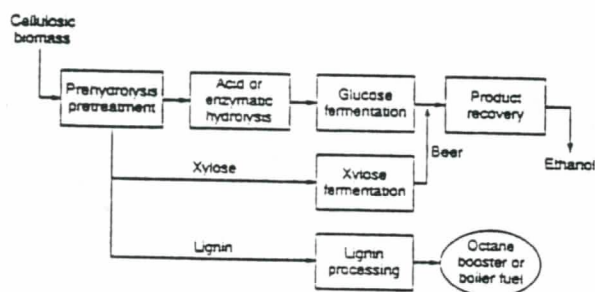 Cellulosic
biomass
Prehydrolysis
pretreatment
Acid or
enzymatic
hydrolysis
Glucose
fermentation
Product
recovery
Beer
Ethanol
Xylose
Xylose
fermentation
Lignin
Lignin
processing
Octane
booster or
boiler fuel